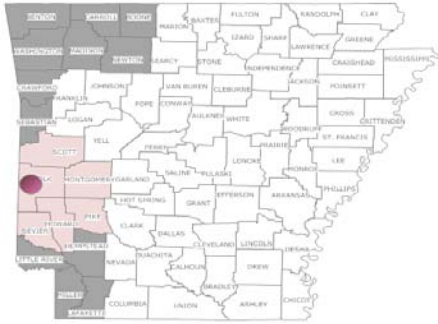 BENTON CARROLL BOONE
MARION BAXTER FULTON RANDOLPH CLAY
WASHINGTON MADISON
NEWTON SEARCY STONE IZARD SHARP LAWRENCE GREENE
CRAWFORD FRANKLIN JOHNSON VAN BUREN CLEBURNE INDEPENDENCE JACKSON CRAIGHEAD MISSISSIPPI
POINSETT
SEBASTIAN LOGAN POPE CONWAY FAULKNER WHITE CROSS CRITTENDEN
SCOTT YELL PERRY WOODRUFF ST. FRANCIS
LONOKE PRAIRIE LEE
MONTGOMERY GARLAND SALINE PULASKI MONROE PHILLIPS
HOT SPRING GRANT JEFFERSON ARKANSAS
HOWARD PIKE CLARK DALLAS
SEVIER HEMPSTEAD CLEVELAND LINCOLN DESHA
LITTLE RIVER NEVADA OUACHITA CALHOUN DREW
MILLER BRADLEY
LAFAYETTE COLUMBIA UNION ASHLEY CHICOT